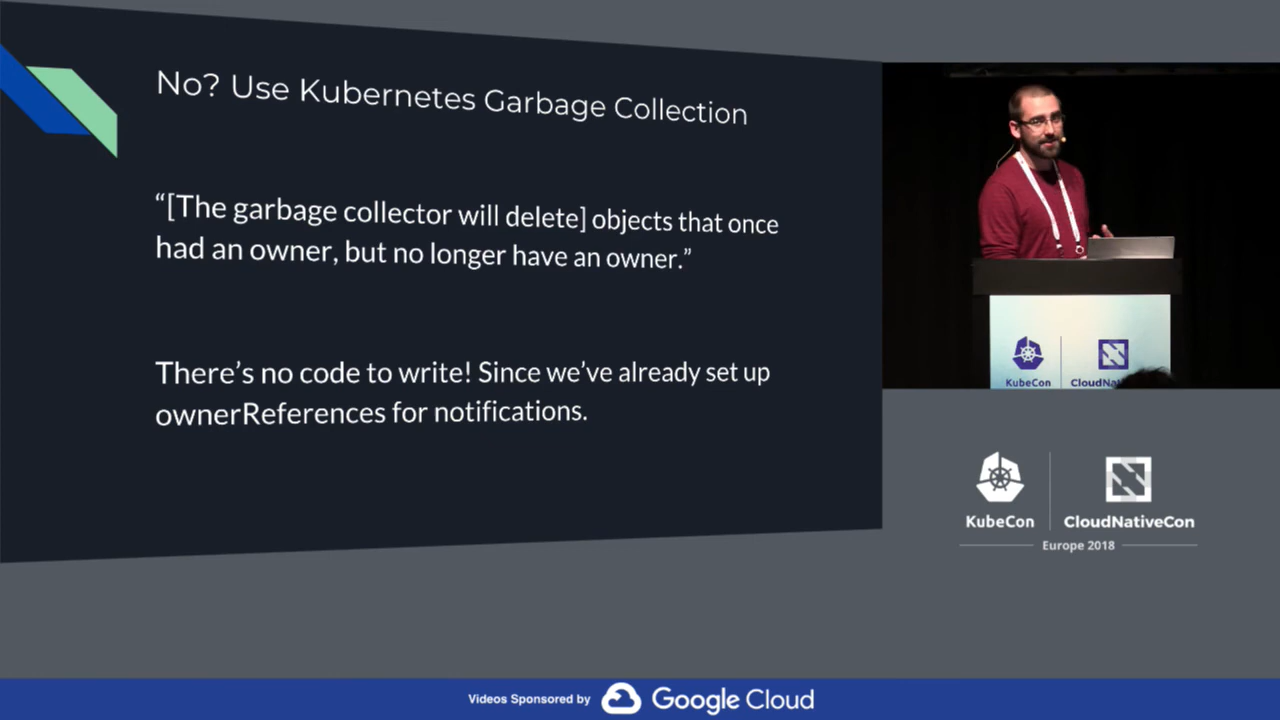 No? Use Kubernetes Garbage Collection
“[The garbage collector will delete] objects that once
had an owner, but no longer have an owner.”
There’s no code to write! Since we’ve already set up
ownerReferences for notifications.
KubeCon
CloudNat
KubeCon
CloudNativeCon
Europe 2018
Videos Sponsored by Google Cloud